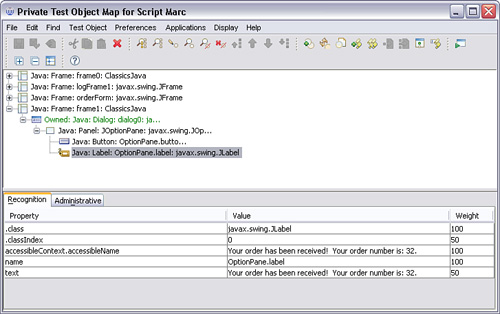 Private Test Object Map for Script Marc
File Edit Find Test Object Preferences Applications Display Help
Java: Frame: frame0: ClassicsJava
Java: Frame: logFrame1: javax.swing.JFrame
Java: Frame: orderForm: javax.swing.JFrame
Java: Frame: frame1: ClassicsJava
Owned: Java: Dialog: dialog0: ja...
Java: Panel: JOptionPane: javax.swing.JOp...
Java: Button: OptionPane.butto...
Java: Label: OptionPane.label: javax.swing.JLabel
Recognition Administrative
Property Value Weight
.class javax.swing.JLabel 100
.classIndex 0 50
accessibleContext.accessibleName Your order has been received! Your order number is: 32. 100
name OptionPane.label 100
text Your order has been received! Your order number is: 32. 50